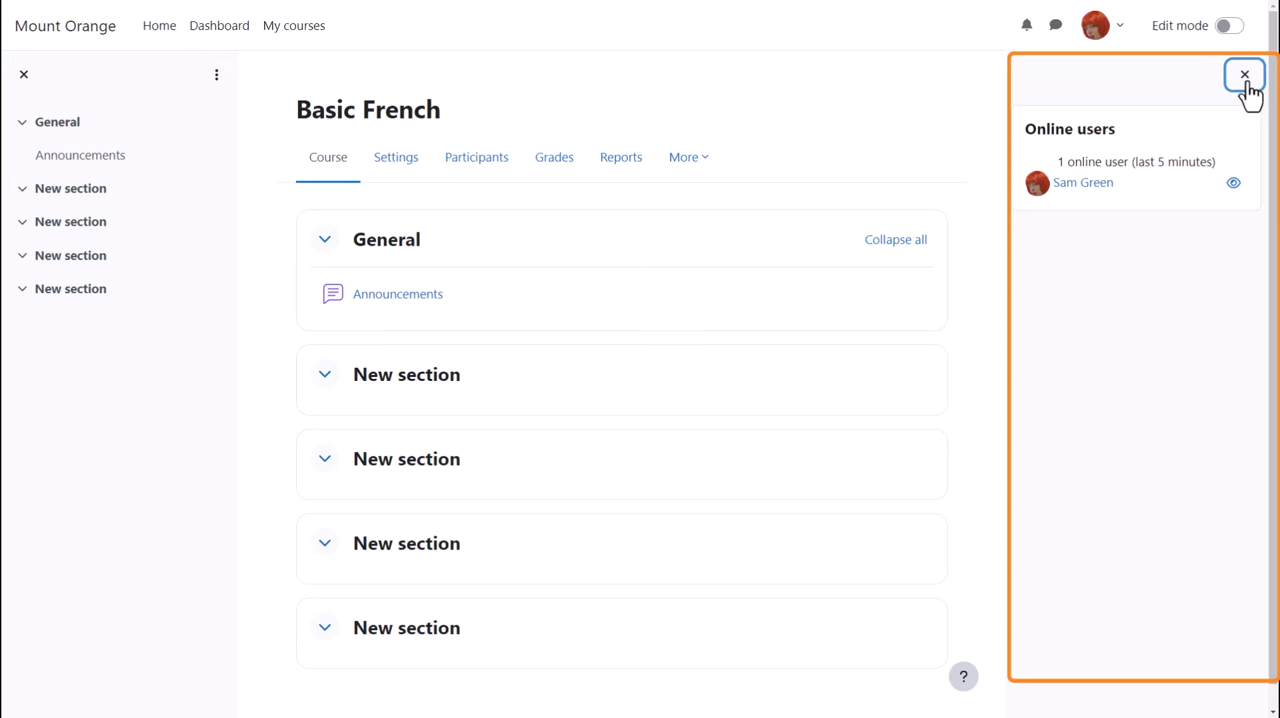 Mount Orange Home Dashboard My courses Edit mode
General
Announcements
New section
New section
New section
New section
Basic French
Course Settings Participants Grades Reports More
General Collapse all
Announcements
New section
New section
New section
New section
?
Online users
1 online user (last 5 minutes)
Sam Green